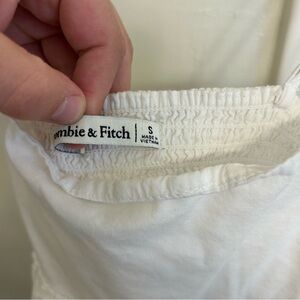 mbie & Fitch
S
MADE IN
VIETNAM